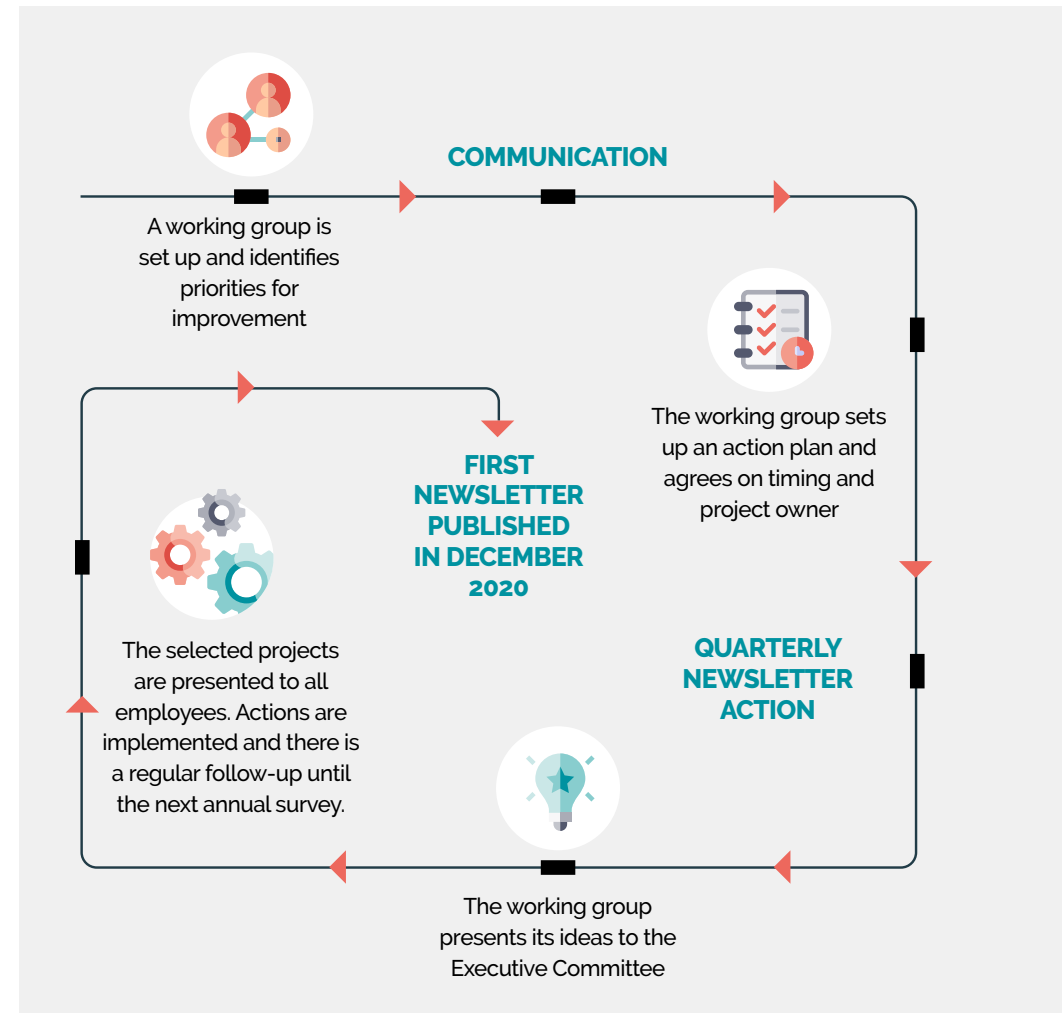 COMMUNICATION
A working group is
set up and identifies
priorities for
improvement
The working group sets
up an action plan and
agrees on timing and
project owner
QUARTERLY
NEWSLETTER
ACTION
The working group
presents its ideas to the
Executive Committee
The selected projects
are presented to all
employees. Actions are
implemented and there is
a regular follow-up until
the next annual survey.
FIRST
NEWSLETTER
PUBLISHED
IN DECEMBER
2020